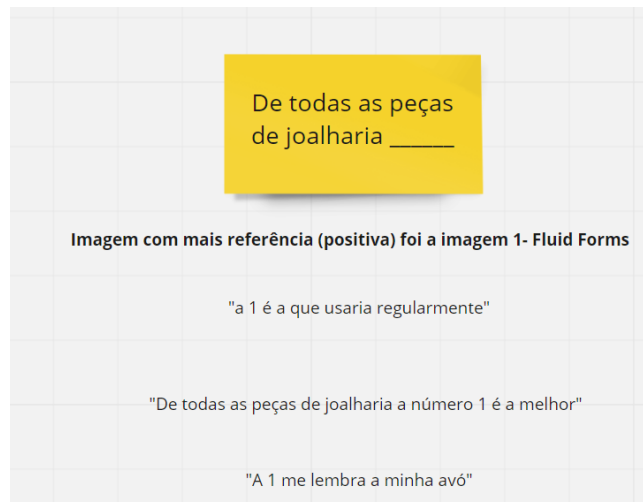 De todas as peças
de joalharia ______
Imagem com mais referência (positiva) foi a imagem 1- Fluid Forms
"a 1 é a que usaria regularmente"
"De todas as peças de joalharia a número 1 é a melhor"
"A 1 me lembra a minha avó"